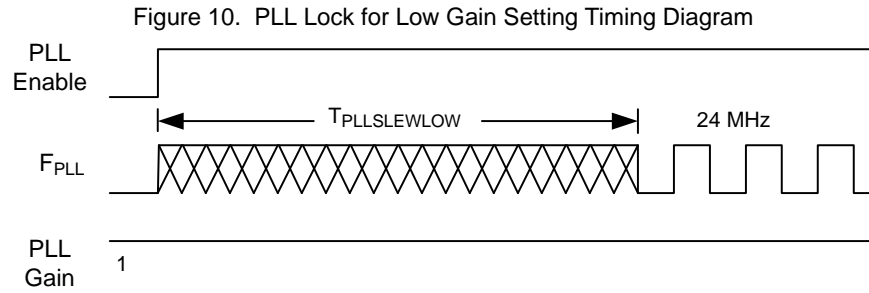 Figure 10. PLL Lock for Low Gain Setting Timing Diagram
PLL
Enable
TPLLSLEWLOW
24 MHz
FPLL
PLL
Gain
1